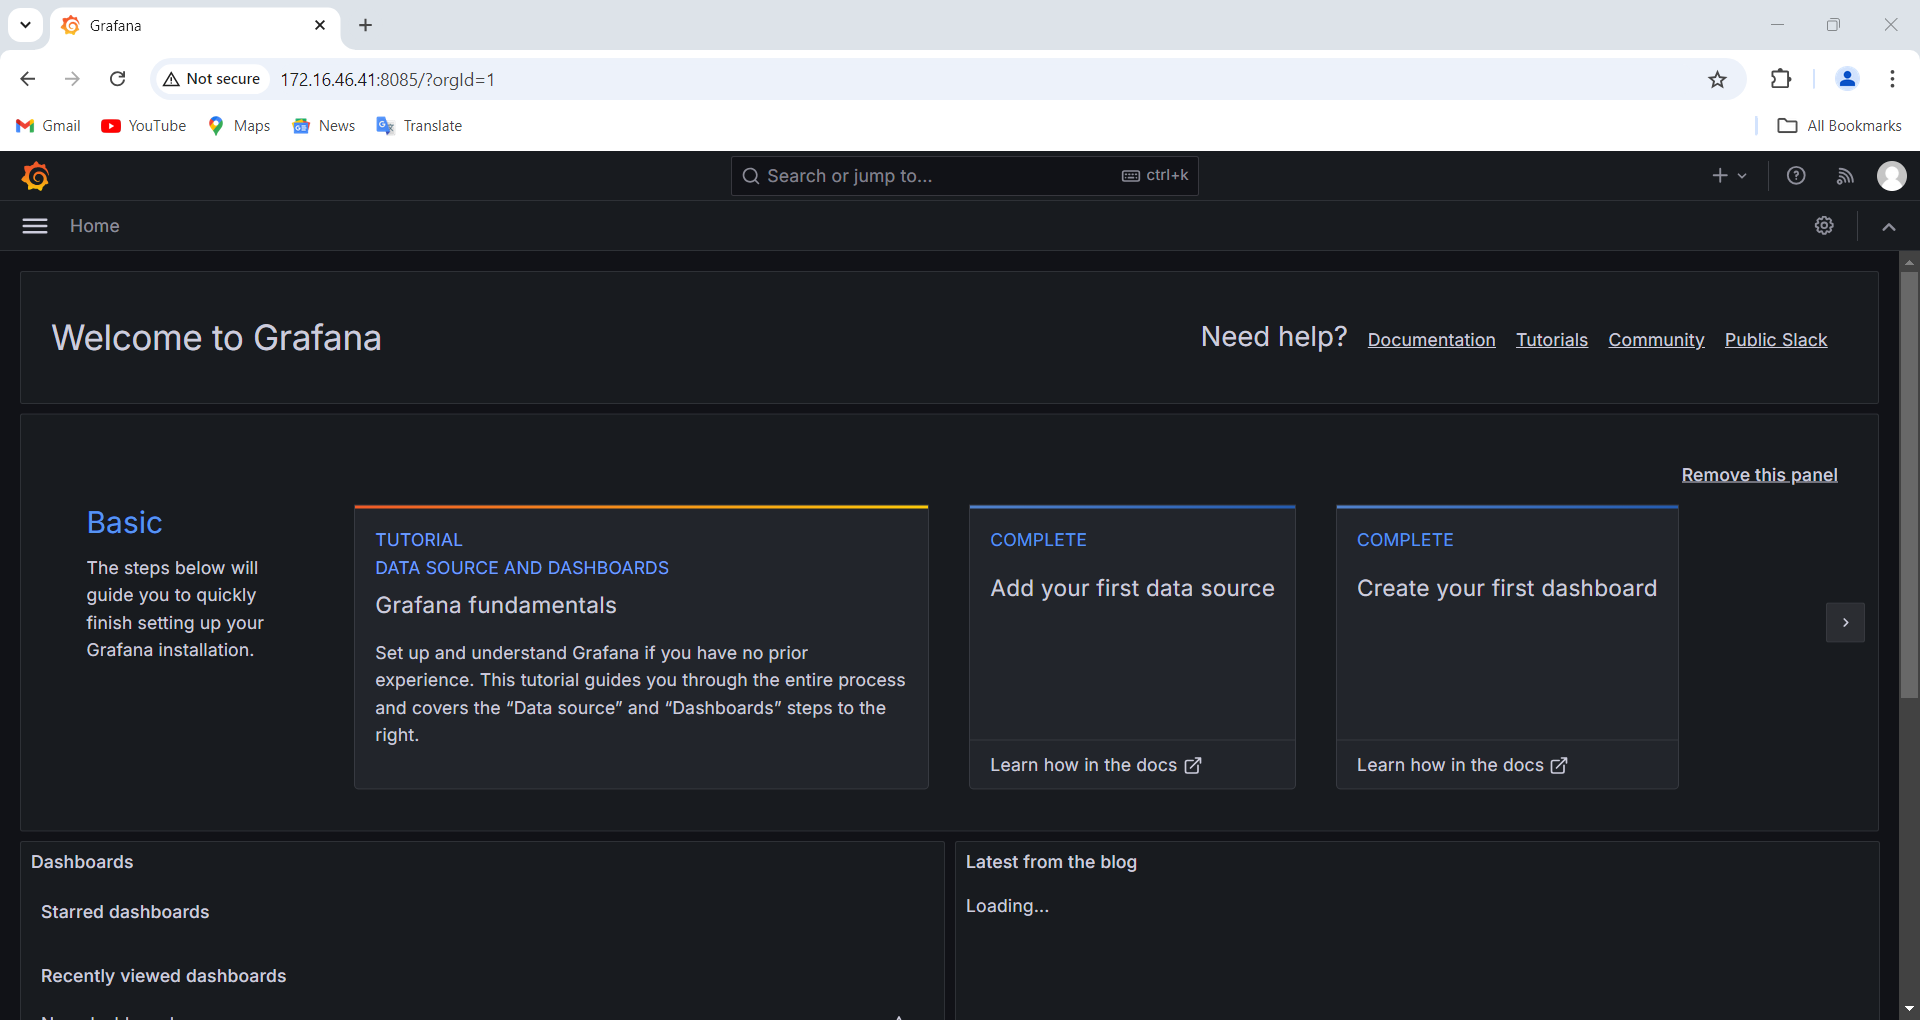 Grafana
Not secure
172.16.46.41:8085/?orgId=1
Gmail
YouTube
Maps
News
Translate
All Bookmarks
Search or jump to...
ctrl+k
Home
Welcome to Grafana
Need help?
Documentation
Tutorials
Community
Public Slack
Remove this panel
Basic
The steps below will
guide you to quickly
finish setting up your
Grafana installation.
TUTORIAL
DATA SOURCE AND DASHBOARDS
Grafana fundamentals
Set up and understand Grafana if you have no prior
experience. This tutorial guides you through the entire process
and covers the “Data source” and “Dashboards” steps to the
right.
COMPLETE
Add your first data source
Learn how in the docs
COMPLETE
Create your first dashboard
Learn how in the docs
Dashboards
Starred dashboards
Recently viewed dashboards
Latest from the blog
Loading...